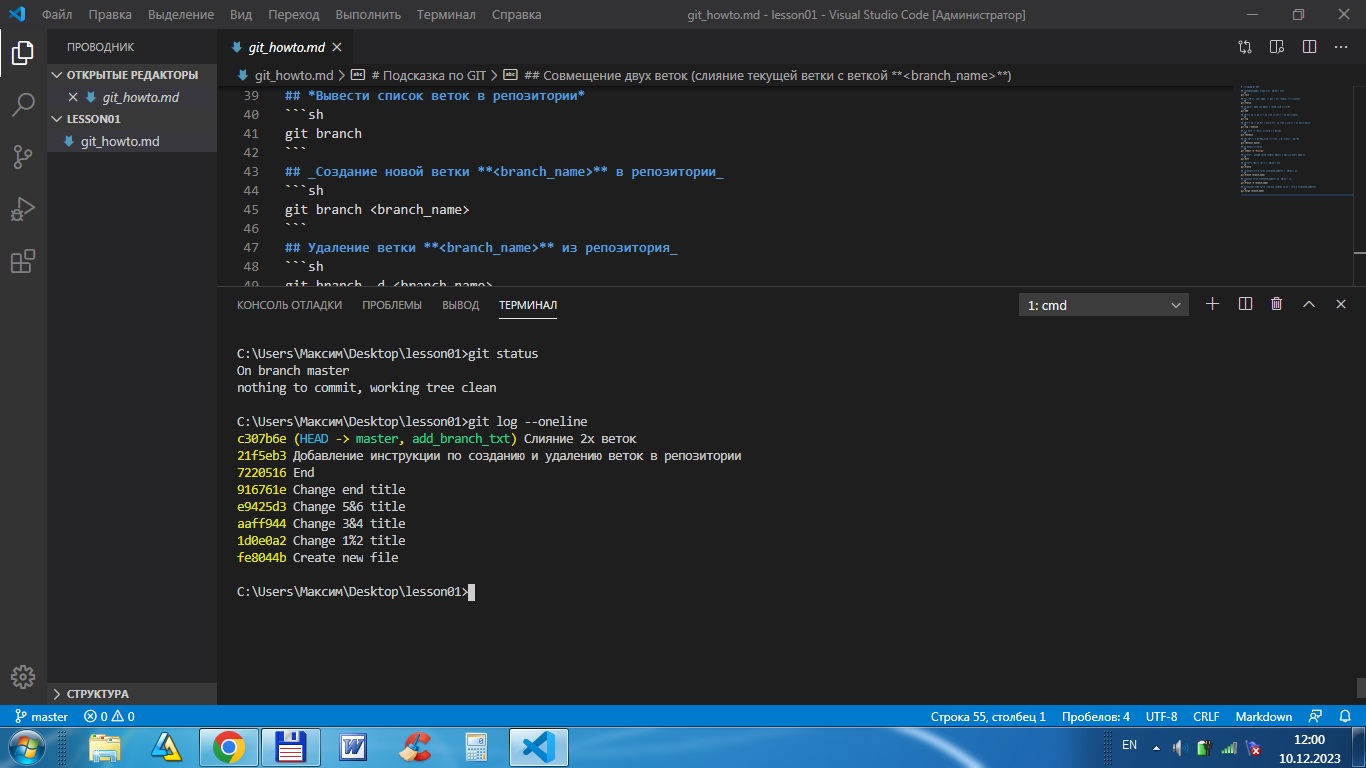 Файл Правка Выделение Вид Переход Выполнить Терминал Справка git_howto.md - lesson01 - Visual Studio Code [Администратор]
ПРОВОДНИК
ОТКРЫТЫЕ РЕДАКТОРЫ
git_howto.md
LESSON01
git_howto.md
СТРУКТУРА
git_howto.md
git_howto.md > # Подсказка по GIT > ## Совмещение двух веток (слияние текущей ветки с веткой **<branch_name>**)
39 ## *Вывести список веток в репозитории*
40 ```sh
41 git branch
42 ```
43 ## _Создание новой ветки **<branch_name>** в репозитории_
44 ```sh
45 git branch <branch_name>
46 ```
47 ## Удаление ветки **<branch_name>** из репозитория_
48 ```sh
49 git branch -d <branch_name>
КОНСОЛЬ ОТЛАДКИ ПРОБЛЕМЫ ВЫВОД ТЕРМИНАЛ 1: cmd
C:\Users\Максим\Desktop\lesson01>git status
On branch master
nothing to commit, working tree clean
C:\Users\Максим\Desktop\lesson01>git log --oneline
c307b6e (HEAD -> master, add_branch_txt) Слияние 2х веток
21f5eb3 Добавление инструкции по созданию и удалению веток в репозитории
7220516 End
916761e Change end title
e9425d3 Change 5&6 title
aaff944 Change 3&4 title
1d0e0a2 Change 1%2 title
fe8044b Create new file
C:\Users\Максим\Desktop\lesson01>
master 0 0 Строка 55, столбец 1 Пробелов: 4 UTF-8 CRLF Markdown
EN 12:00
10.12.2023